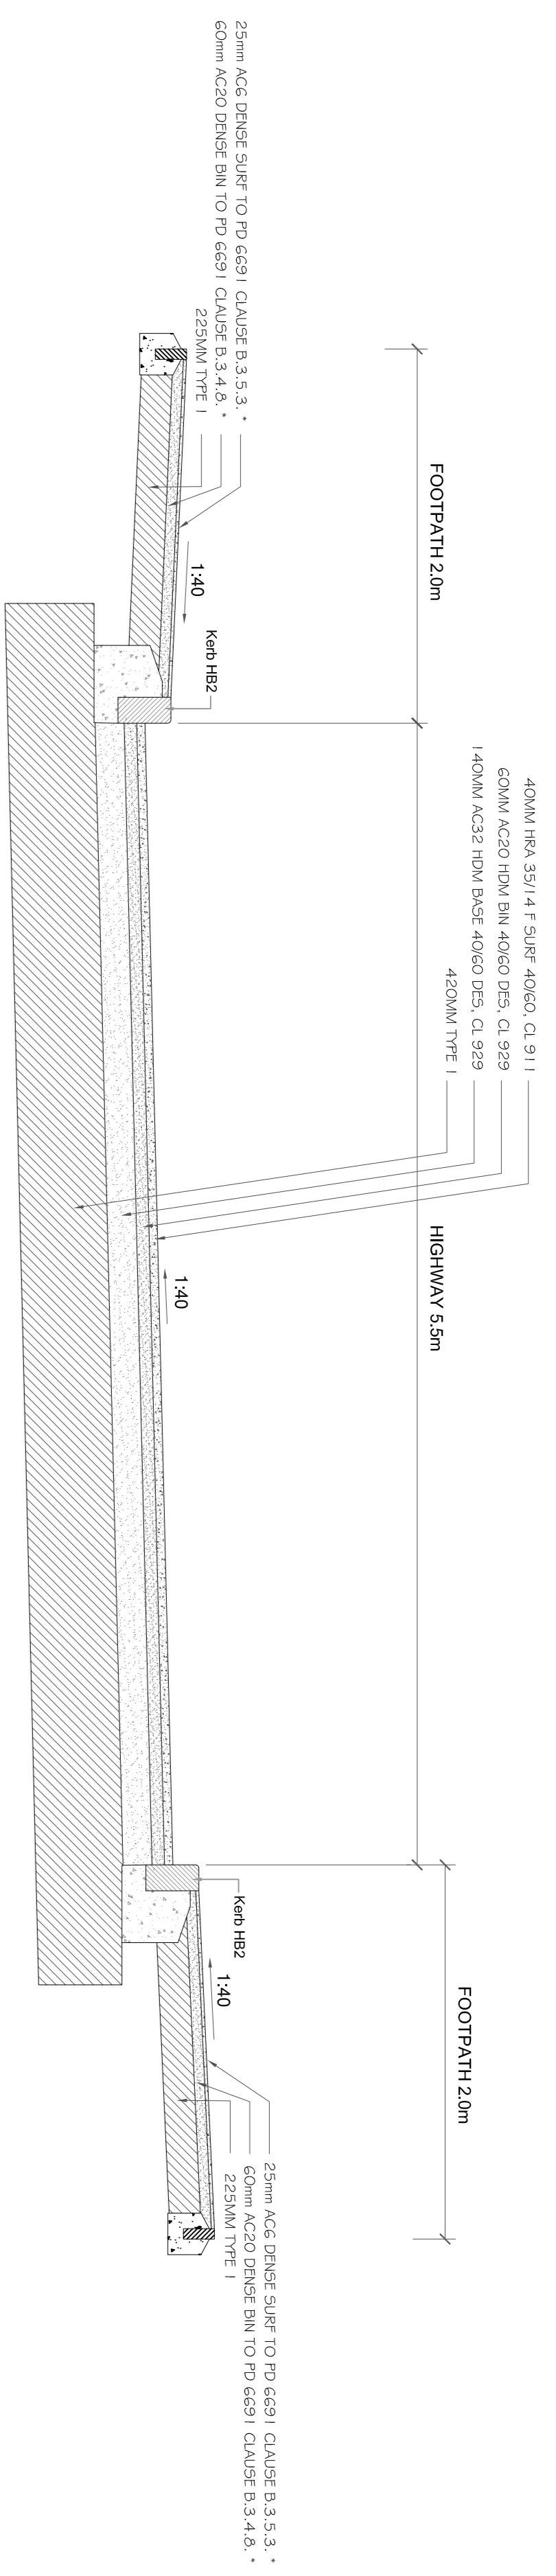 40MM HRA 35/14 F SURF 40/60, CL 911
60MM AC20 HDM BIN 40/60 DES, CL 929
140MM AC32 HDM BASE 40/60 DES, CL 929
420MM TYPE 1
FOOTPATH 2.0m
HIGHWAY 5.5m
FOOTPATH 2.0m
25mm AC6 DENSE SURF TO PD 6691 CLAUSE B.3.5.3. *
60mm AC20 DENSE BIN TO PD 6691 CLAUSE B.3.4.8. *
225MM TYPE 1
1:40
Kerb HB2
1:40
Kerb HB2
1:40
25mm AC6 DENSE SURF TO PD 6691 CLAUSE B.3.5.3. *
60mm AC20 DENSE BIN TO PD 6691 CLAUSE B.3.4.8. *
225MM TYPE 1